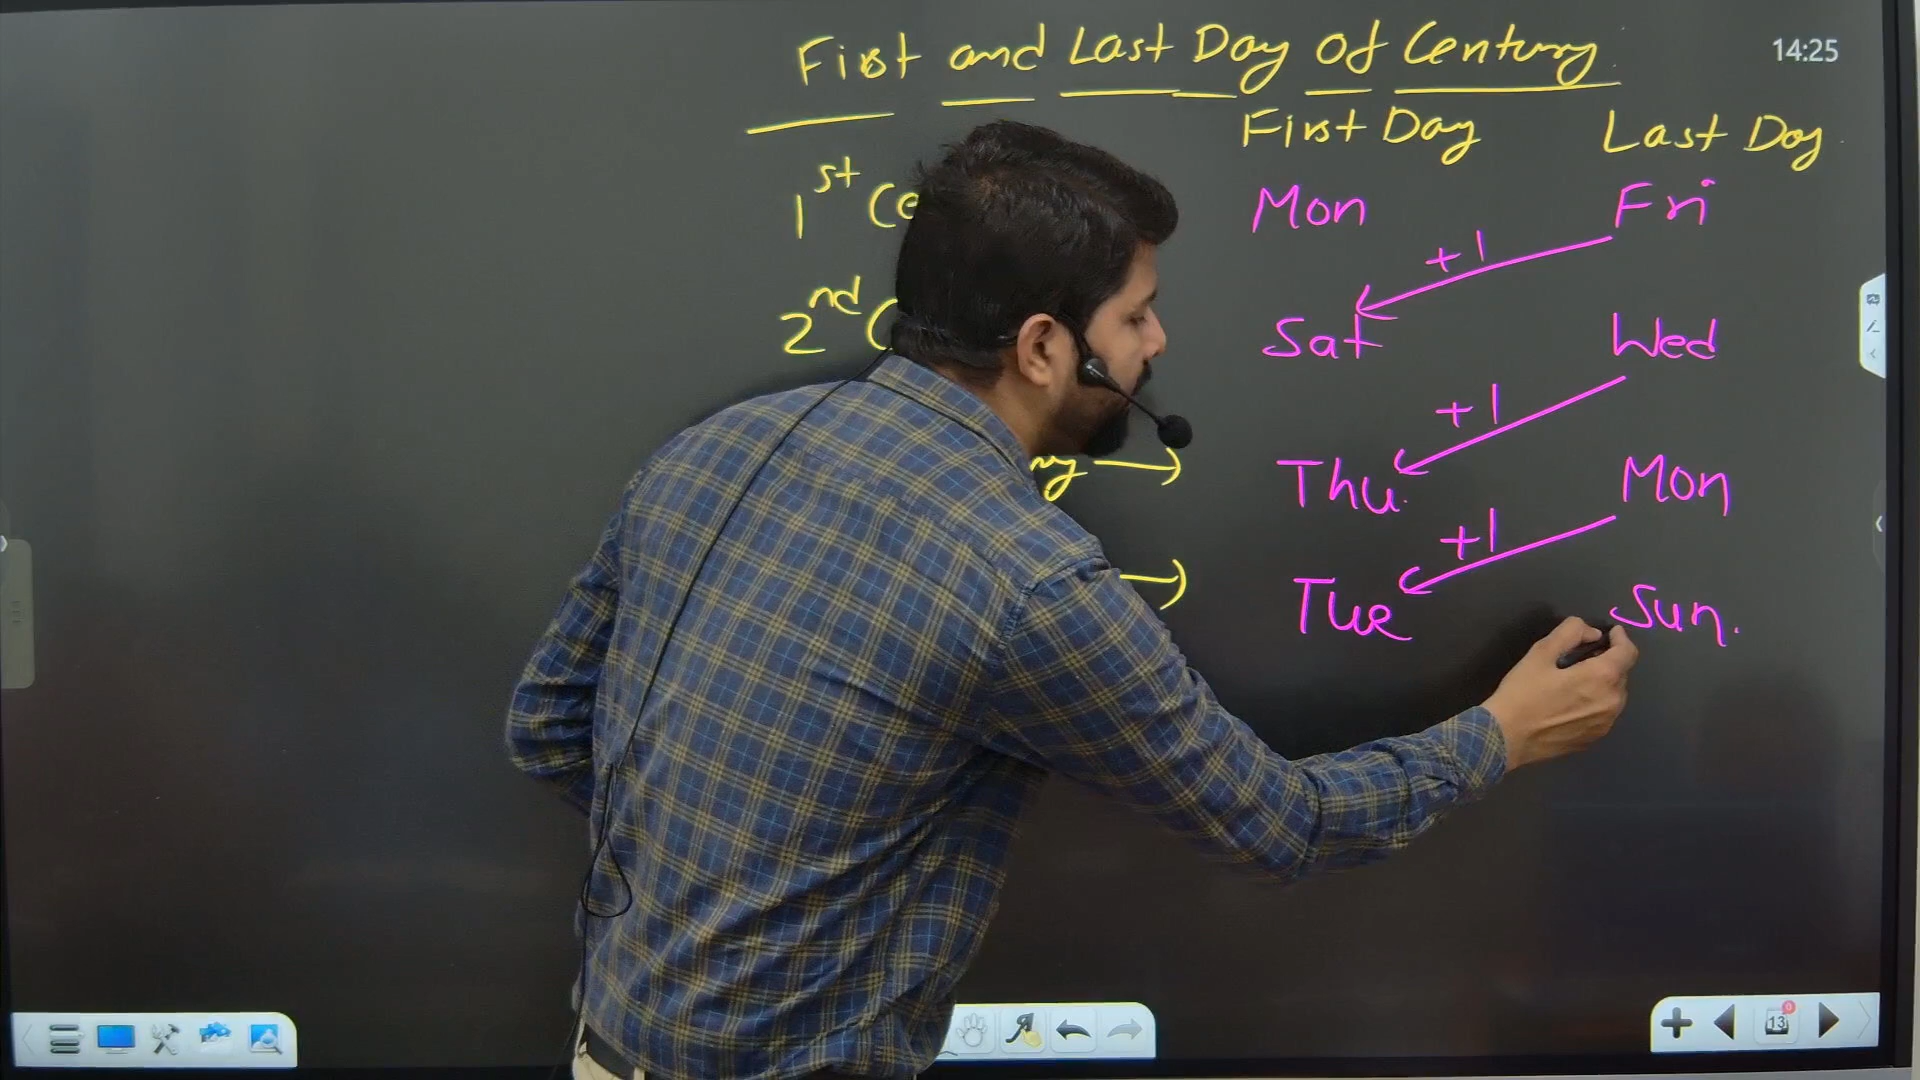 First and Last Day Of Century
14:25
First Day Last Day
1st Mon Fri
+1
2nd Sat Wed
+1
→ Thu. Mon
+1
→ Tue Sun.
13